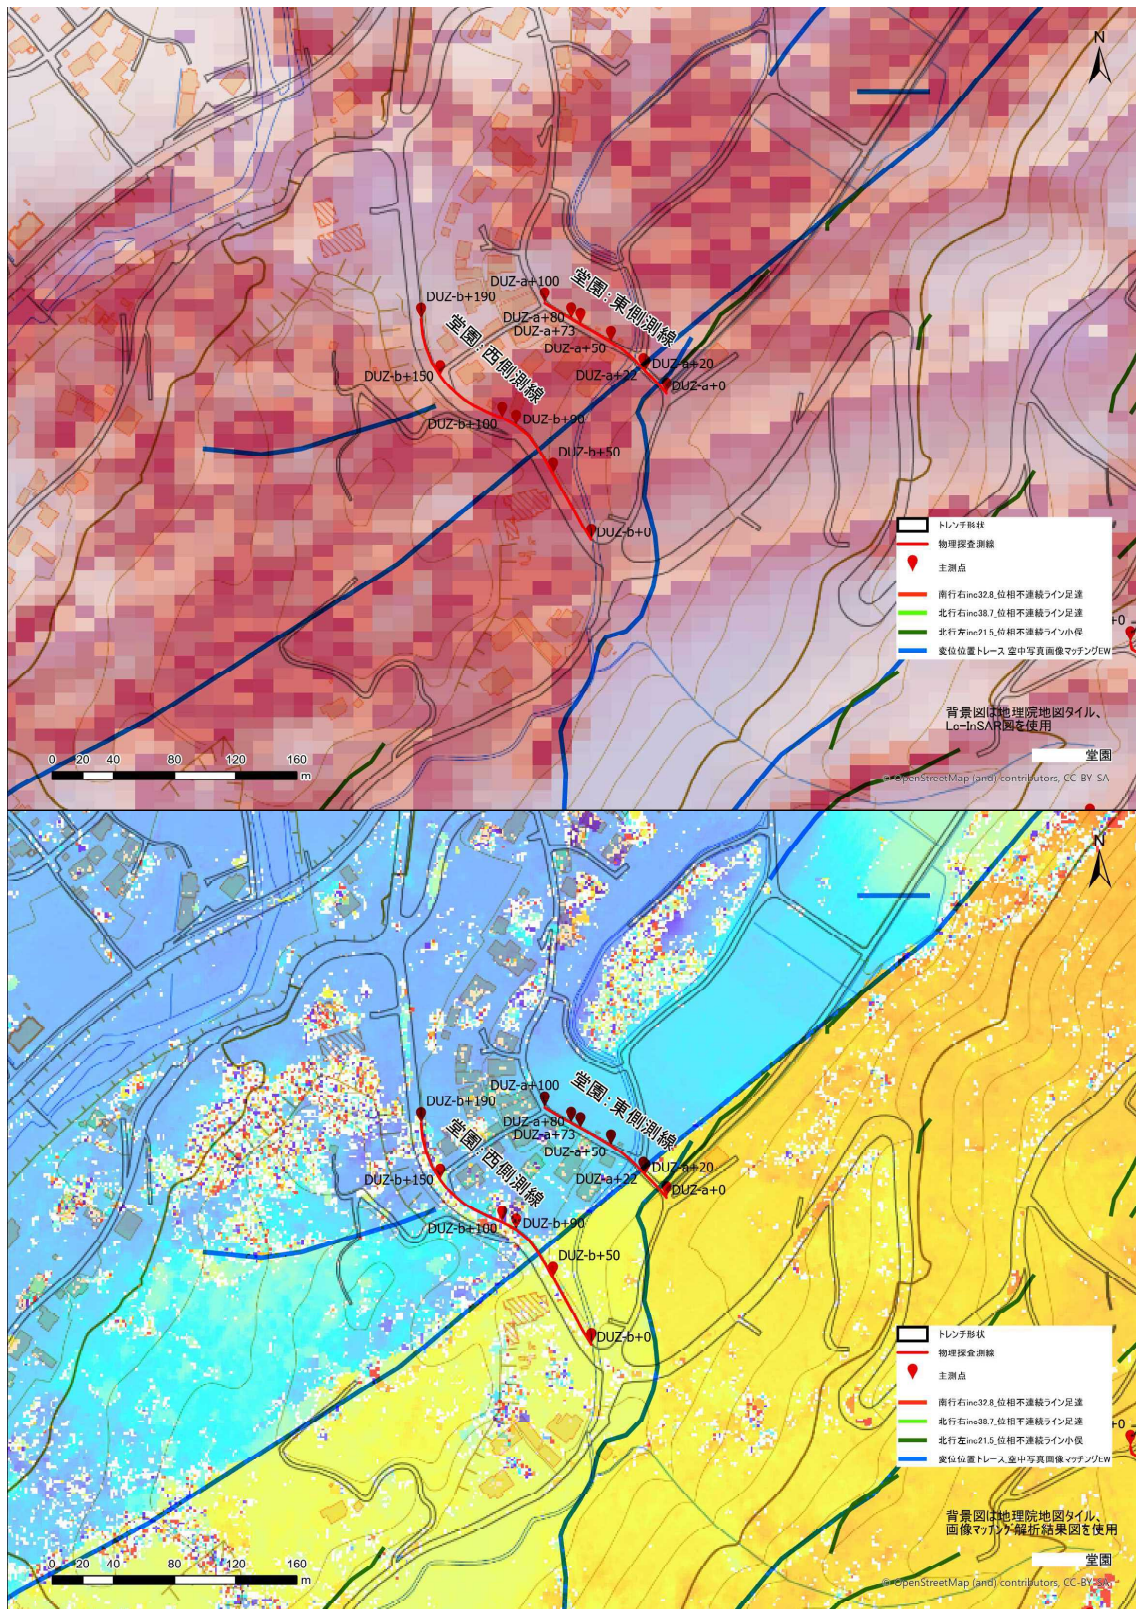 N
DUZ-a+100
堂園：東側測線
DUZ-b+190
DUZ-a+80
堂園：西側測線
DUZ-a+73
DUZ-a+50
DUZ-a+20
DUZ-b+150
DUZ-a+22
DUZ-a+0
DUZ-b+90
DUZ-b+100
DUZ-b+50
DUZ-b+0
トレンチ形状
物理探査測線
主測点
南行右inc32.8_位相不連続ライン足達
北行右inc38.7_位相不連続ライン足達
北行左inc21.5_位相不連続ライン小俣
変位位置トレース_空中写真画像マッチングEW
+0
背景図は地理院地図タイル、
Lc-InSAR図を使用
堂園
© OpenStreetMap (and) contributors, CC-BY-SA
0 20 40 80 120 160
m
N
DUZ-a+100
堂園：東側測線
DUZ-b+190
DUZ-a+80
堂園：西側測線
DUZ-a+73
DUZ-a+50
DUZ-a+20
DUZ-b+150
DUZ-a+22
DUZ-a+0
DUZ-b+90
DUZ-b+100
DUZ-b+50
DUZ-b+0
トレンチ形状
物理探査測線
主測点
南行右inc32.8_位相不連続ライン足達
北行右inc38.7_位相不連続ライン足達
北行左inc21.5_位相不連続ライン小俣
変位位置トレース_空中写真画像マッチングEW
+0
背景図は地理院地図タイル、
画像マッチング解析結果図を使用
堂園
© OpenStreetMap (and) contributors, CC-BY-SA
0 20 40 80 120 160
m